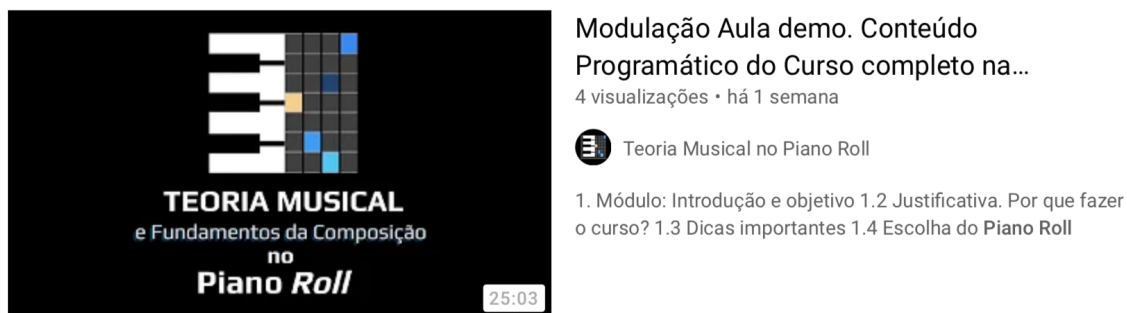 TEORIA MUSICAL
e Fundamentos da Composição
no
Piano Roll
25:03
Modulação Aula demo. Conteúdo
Programático do Curso completo na...
4 visualizações • há 1 semana
Teoria Musical no Piano Roll
1. Módulo: Introdução e objetivo 1.2 Justificativa. Por que fazer
o curso? 1.3 Dicas importantes 1.4 Escolha do Piano Roll